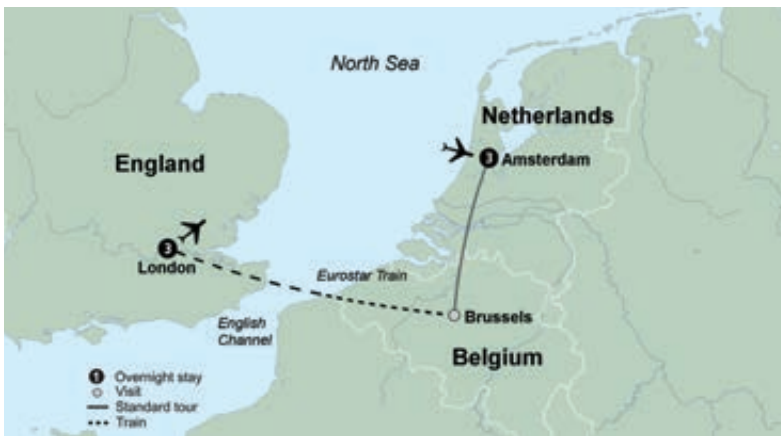 North Sea
Netherlands
England
3
Amsterdam
3
London
Eurostar Train
English
Channel
Brussels
Belgium
1 Overnight stay
Visit
Standard tour
Train